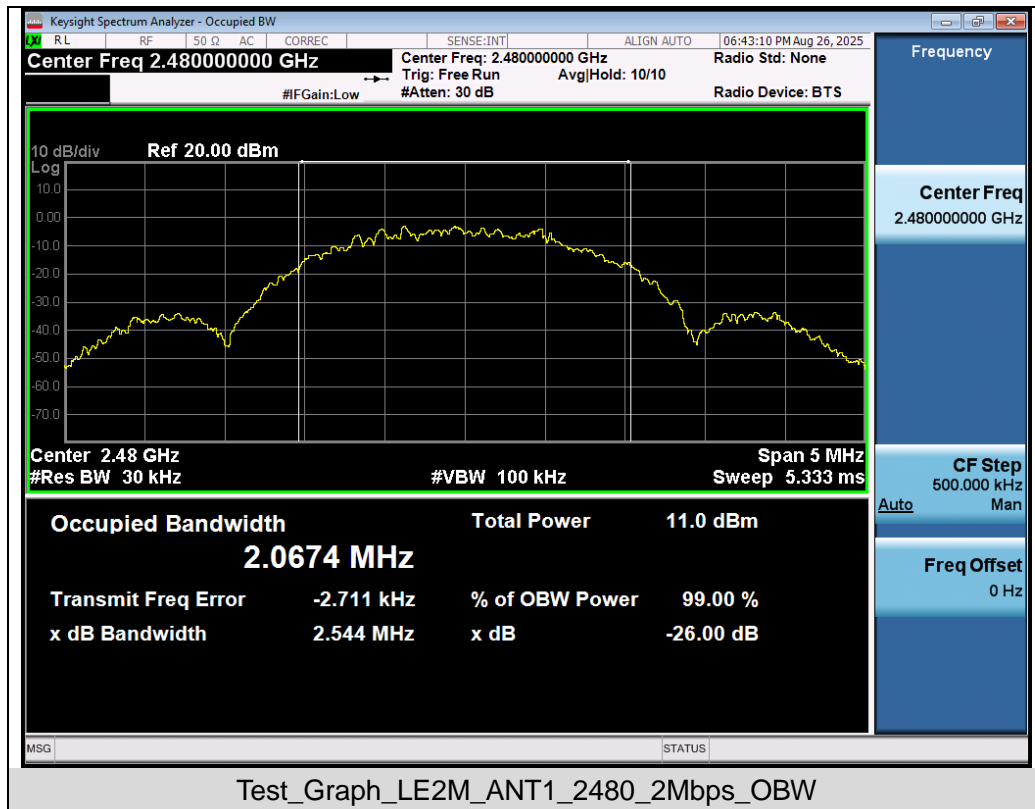 Keysight Spectrum Analyzer - Occupied BW
LXI RL RF 50 Ω AC CORREC SENSE:INT ALIGN AUTO 06:43:10 PM Aug 26, 2025
Center Freq 2.480000000 GHz
#IFGain:Low
Center Freq: 2.480000000 GHz
Trig: Free Run Avg|Hold: 10/10
#Atten: 30 dB
Radio Std: None
Radio Device: BTS
10 dB/div Ref 20.00 dBm
Log
10.0
0.00
-10.0
-20.0
-30.0
-40.0
-50.0
-60.0
-70.0
Center 2.48 GHz Span 5 MHz
#Res BW 30 kHz #VBW 100 kHz Sweep 5.333 ms
Occupied Bandwidth Total Power 11.0 dBm
2.0674 MHz
Transmit Freq Error -2.711 kHz % of OBW Power 99.00 %
x dB Bandwidth 2.544 MHz x dB -26.00 dB
Frequency
Center Freq
2.480000000 GHz
CF Step
500.000 kHz
Auto Man
Freq Offset
0 Hz
MSG STATUS
Test_Graph_LE2M_ANT1_2480_2Mbps_OBW